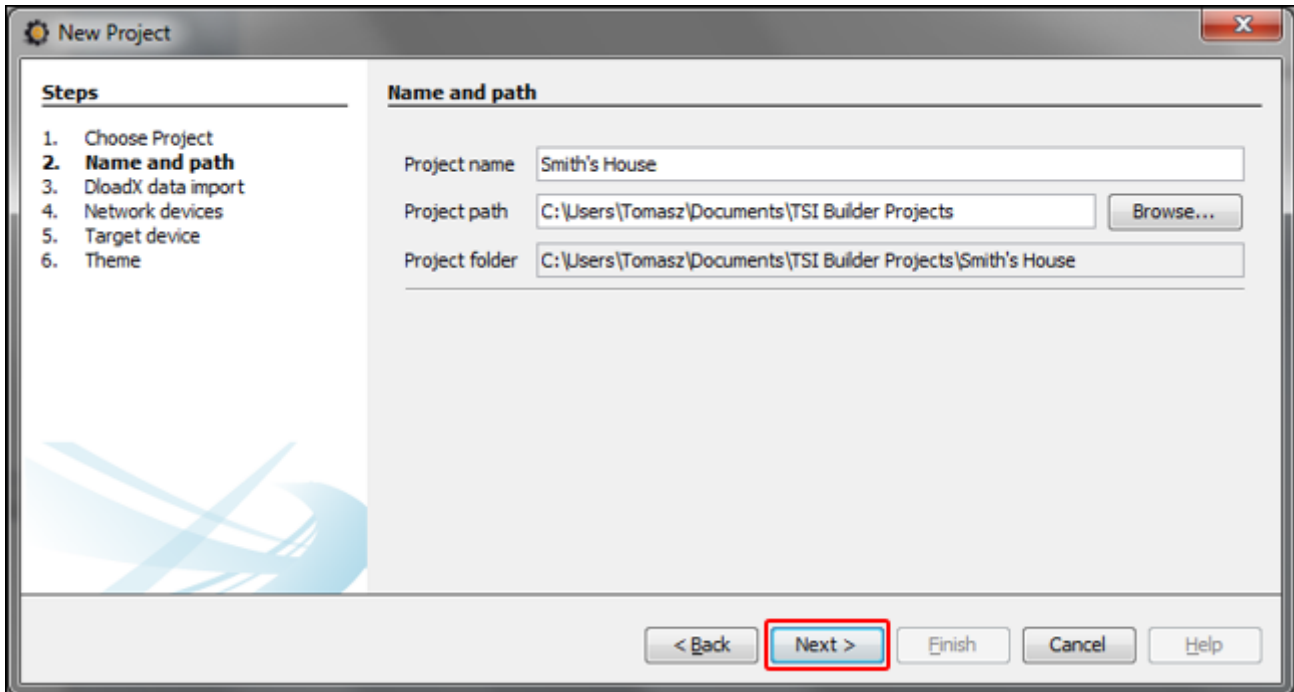 New Project
Steps
1. Choose Project
2. Name and path
3. DloadX data import
4. Network devices
5. Target device
6. Theme
Name and path
Project name Smith's House
Project path C:\Users\Tomasz\Documents\TSI Builder Projects Browse...
Project folder C:\Users\Tomasz\Documents\TSI Builder Projects\Smith's House
< Back Next > Finish Cancel Help